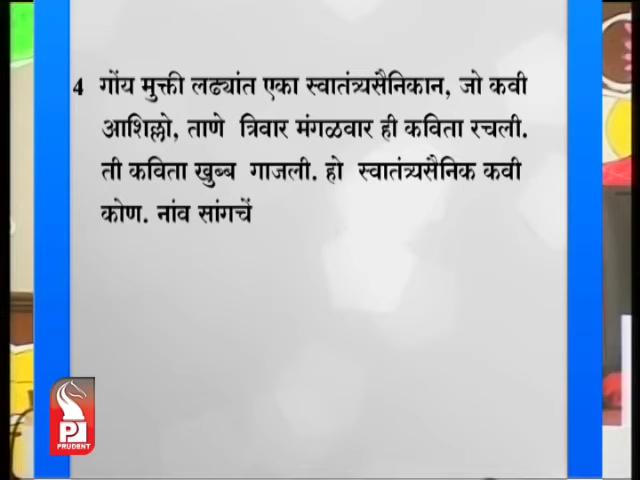 4 गोंय मुक्ती लढ्यांत एका स्वातंत्र्यसैनिकान, जो कवी
आशिल्लो, ताणे त्रिवार मंगळवार ही कविता रचली.
ती कविता खुब्ब गाजली. हो स्वातंत्र्यसैनिक कवी
कोण. नांव सांगचें
PRUDENT